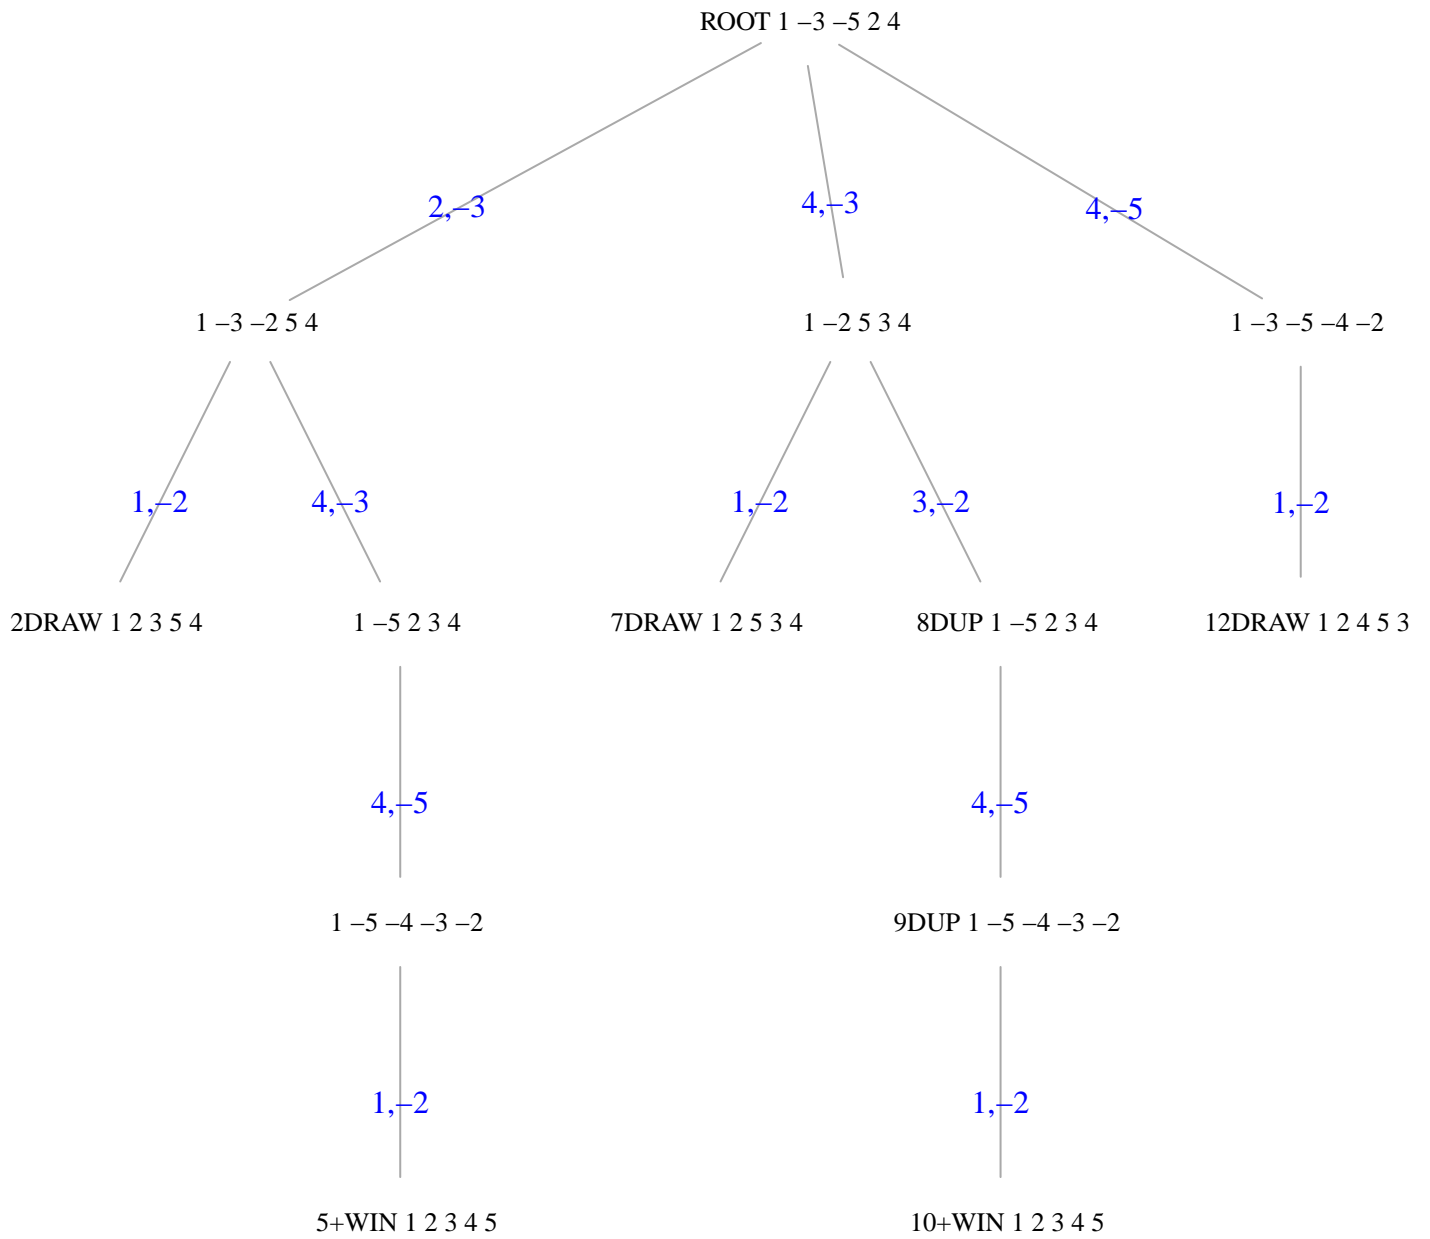 ROOT 1 –3 –5 2 4
2,–3 4,–3 4,–5
1 –3 –2 5 4 1 –2 5 3 4 1 –3 –5 –4 –2
1,–2 4,–3 1,–2 3,–2 1,–2
2DRAW 1 2 3 5 4 1 –5 2 3 4 7DRAW 1 2 5 3 4 8DUP 1 –5 2 3 4 12DRAW 1 2 4 5 3
4,–5 4,–5
1 –5 –4 –3 –2 9DUP 1 –5 –4 –3 –2
1,–2 1,–2
5+WIN 1 2 3 4 5 10+WIN 1 2 3 4 5